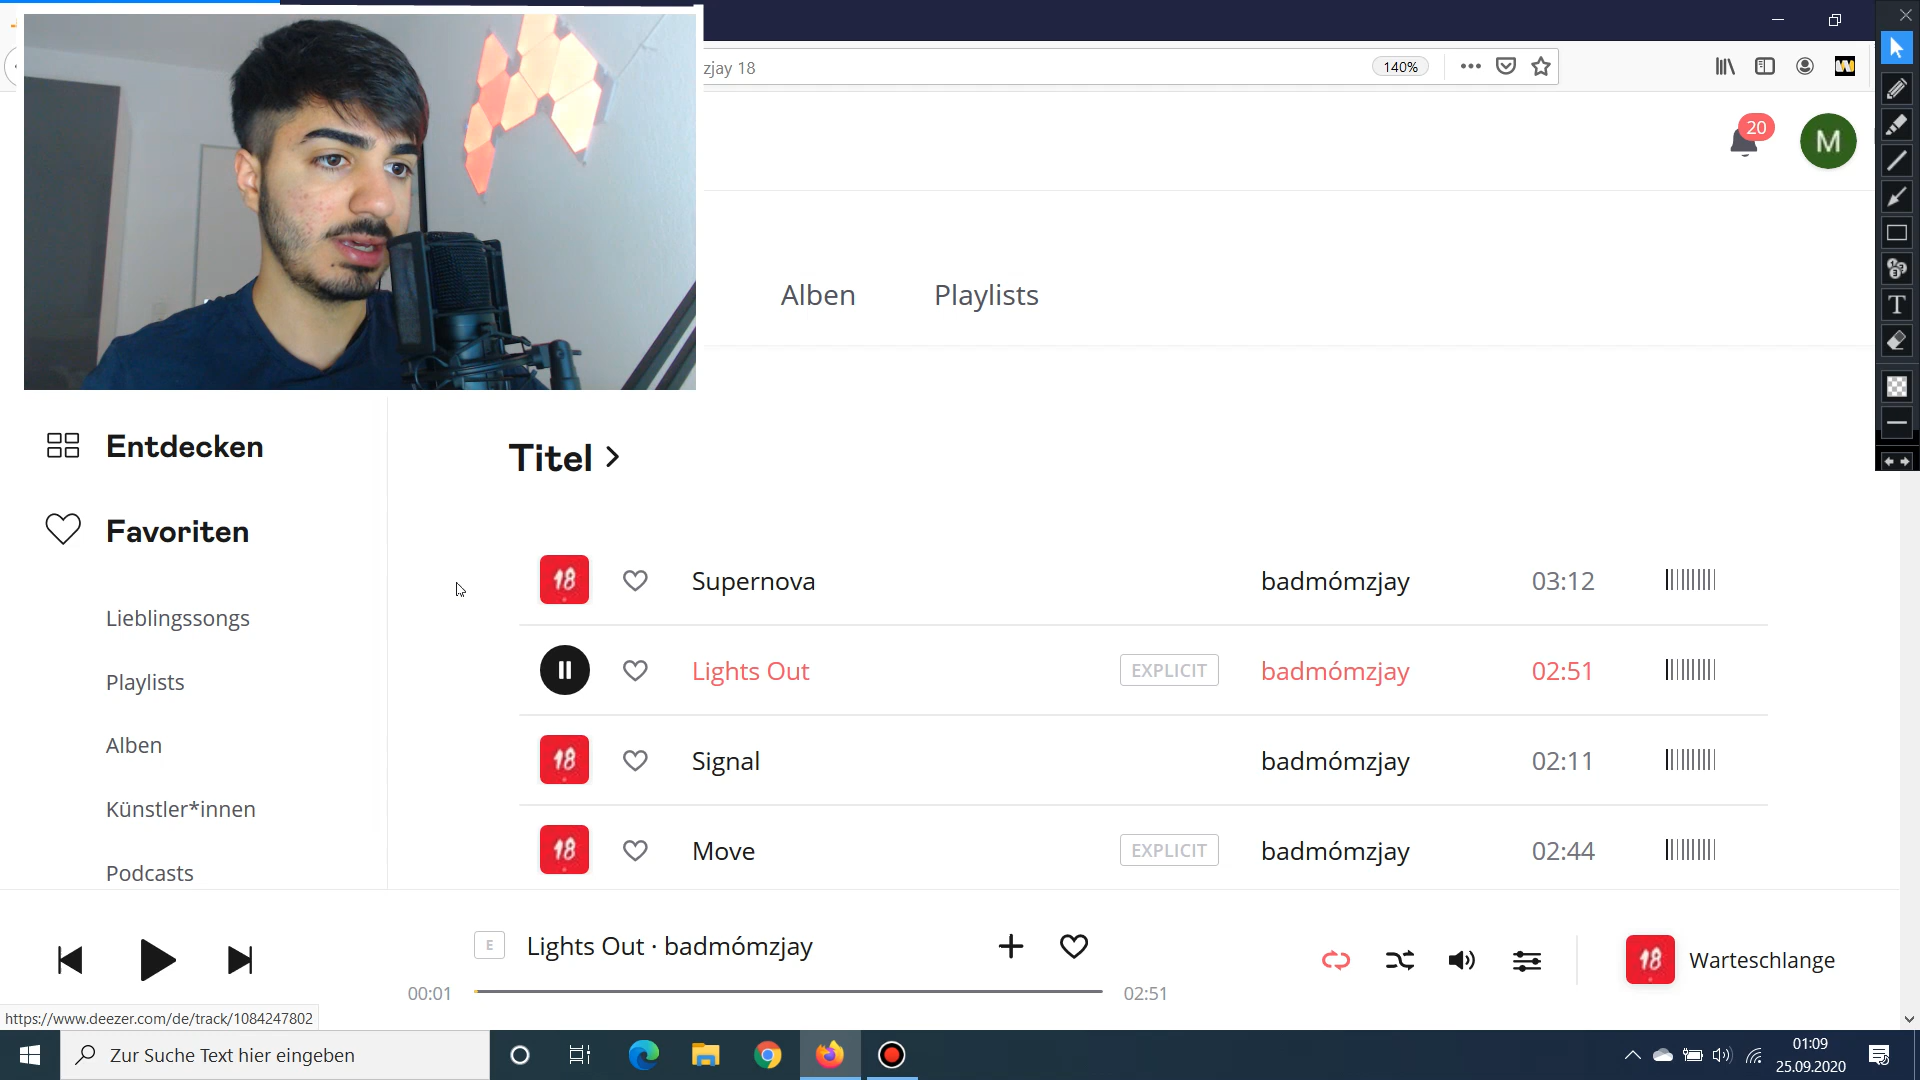 zjay 18
140%
20
M
Alben
Playlists
Entdecken
Titel
Favoriten
18
Supernova
badmómzjay
03:12
Lieblingssongs
Lights Out
EXPLICIT
badmómzjay
02:51
Playlists
18
Signal
badmómzjay
02:11
Alben
Künstler*innen
18
Move
EXPLICIT
badmómzjay
02:44
Podcasts
E
Lights Out · badmómzjay
18
Warteschlange
00:01
02:51
https://www.deezer.com/de/track/1084247802
Zur Suche Text hier eingeben
01:09
25.09.2020